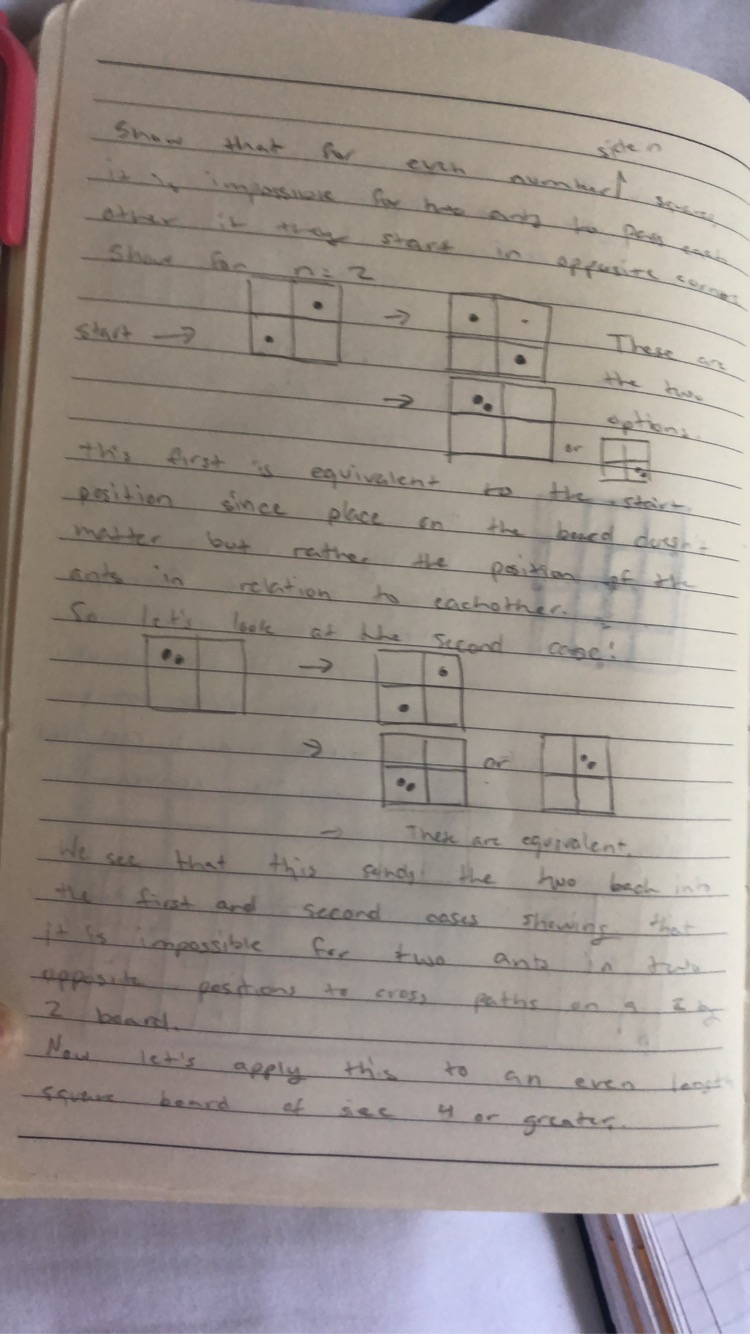 side n
Show that for even number square,
it is impossible for two ants to pass each
other if they start in opposite corners
Show for n = 2
start →
→
These are
the two
options.
→
or
this first is equivalent to the start
position since place on the board doesn't
matter but rather the position of the
ants in relation to eachother.
So let's look at the second case:
→
→
or
→ These are equivalent.
We see that this sends the two back into
the first and second cases showing that
it is impossible for two ants in two
opposite positions to cross paths on a 2 by
2 board.
Now let's apply this to an even length
square board of 4 or greater.